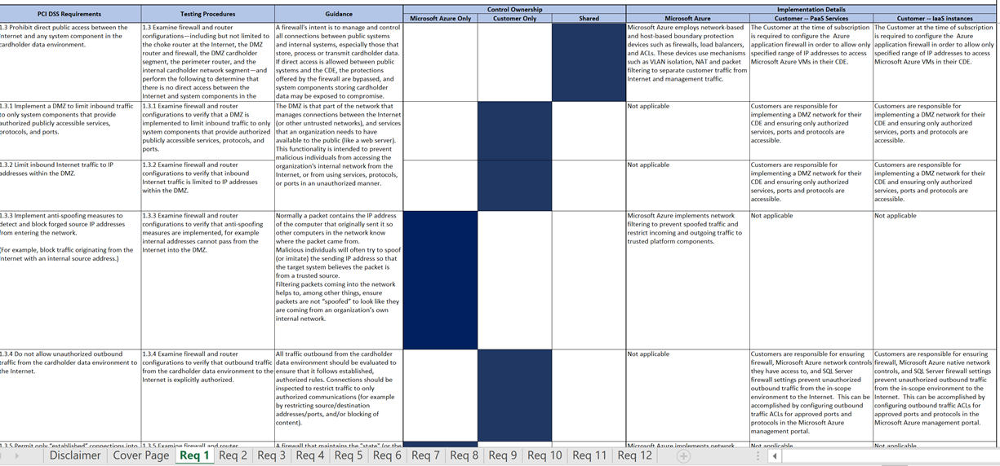 PCI DSS Requirements
Testing Procedures
Guidance
Control Ownership
Microsoft Azure Only
Customer Only
Shared
Implementation Details
Microsoft Azure
Customer -- PaaS Services
Customer -- IaaS instances
1.3 Prohibit direct public access between the
Internet and any system component in the
cardholder data environment.
1.3 Examine firewall and router
configurations—including but not limited to
the choke router at the Internet, the DMZ
router and firewall, the DMZ cardholder
segment, the perimeter router, and the
internal cardholder network segment—and
perform the following to determine that
there is no direct access between the
Internet and system components in the
A firewall's intent is to manage and control
all connections between public systems
and internal systems, especially those that
store, process or transmit cardholder data.
If direct access is allowed between public
systems and the CDE, the protections
offered by the firewall are bypassed, and
system components storing cardholder
data may be exposed to compromise.
Microsoft Azure employs network-based
and host-based boundary protection
devices such as firewalls, load balancers,
and ACLs. These devices use mechanisms
such as VLAN isolation, NAT and packet
filtering to separate customer traffic from
Internet and management traffic.
The Customer at the time of subscription
is required to configure the Azure
application firewall in order to allow only
specified range of IP addresses to access
Microsoft Azure VMs in their CDE.
The Customer at the time of subscription
is required to configure the Azure
application firewall in order to allow only
specified range of IP addresses to access
Microsoft Azure VMs in their CDE.
1.3.1 Implement a DMZ to limit inbound traffic
to only system components that provide
authorized publicly accessible services,
protocols, and ports.
1.3.1 Examine firewall and router
configurations to verify that a DMZ is
implemented to limit inbound traffic to only
system components that provide authorized
publicly accessible services, protocols, and
ports.
The DMZ is that part of the network that
manages connections between the Internet
(or other untrusted networks), and services
that an organization needs to have
available to the public (like a web server).
This functionality is intended to prevent
malicious individuals from accessing the
organization's internal network from the
Internet, or from using services, protocols,
or ports in an unauthorized manner.
Not applicable
Customers are responsible for
implementing a DMZ network for their
CDE and ensuring only authorized
services, ports and protocols are
accessible.
Customers are responsible for
implementing a DMZ network for their
CDE and ensuring only authorized
services, ports and protocols are
accessible.
1.3.2 Limit inbound Internet traffic to IP
addresses within the DMZ.
1.3.2 Examine firewall and router
configurations to verify that inbound
Internet traffic is limited to IP addresses
within the DMZ.
Not applicable
Customers are responsible for
implementing a DMZ network for their
CDE and ensuring only authorized
services, ports and protocols are
accessible.
Customers are responsible for
implementing a DMZ network for their
CDE and ensuring only authorized
services, ports and protocols are
accessible.
1.3.3 Implement anti-spoofing measures to
detect and block forged source IP addresses
from entering the network.
(For example, block traffic originating from the
Internet with an internal source address.)
1.3.3 Examine firewall and router
configurations to verify that anti-spoofing
measures are implemented, for example
internal addresses cannot pass from the
Internet into the DMZ.
Normally a packet contains the IP address
of the computer that originally sent it so
other computers in the network know
where the packet came from.
Malicious individuals will often try to spoof
(or imitate) the sending IP address so that
the target system believes the packet is
from a trusted source.
Filtering packets coming into the network
helps to, among other things, ensure
packets are not "spoofed" to look like they
are coming from an organization's own
internal network.
Microsoft Azure implements network
filtering to prevent spoofed traffic and
restrict incoming and outgoing traffic to
trusted platform components.
Not applicable
Not applicable
1.3.4 Do not allow unauthorized outbound
traffic from the cardholder data environment to
the Internet.
1.3.4 Examine firewall and router
configurations to verify that outbound traffic
from the cardholder data environment to the
Internet is explicitly authorized.
All traffic outbound from the cardholder
data environment should be evaluated to
ensure that it follows established,
authorized rules. Connections should be
inspected to restrict traffic to only
authorized communications (for example
by restricting source/destination
addresses/ports, and/or blocking of
content).
Not applicable
Customers are responsible for ensuring
firewall, Microsoft Azure network controls
they have access to, and SQL Server
firewall settings prevent unauthorized
outbound traffic from the in-scope
environment to the Internet. This can be
accomplished by configuring outbound
traffic ACLs for approved ports and
protocols in the Microsoft Azure
management portal.
Customers are responsible for ensuring
firewall, Microsoft Azure native network
controls, and SQL Server firewall settings
prevent unauthorized outbound traffic
from the in-scope environment to the
Internet. This can be accomplished by
configuring outbound traffic ACLs for
approved ports and protocols in the
Microsoft Azure management portal.
1.3.5 Permit only "established" connections into
1.3.5 Examine firewall and router
A firewall that maintains the "state" (or the
Microsoft Azure implements network
Not applicable
Not applicable
Disclaimer
Cover Page
Req 1
Req 2
Req 3
Req 4
Req 5
Req 6
Req 7
Req 8
Req 9
Req 10
Req 11
Req 12